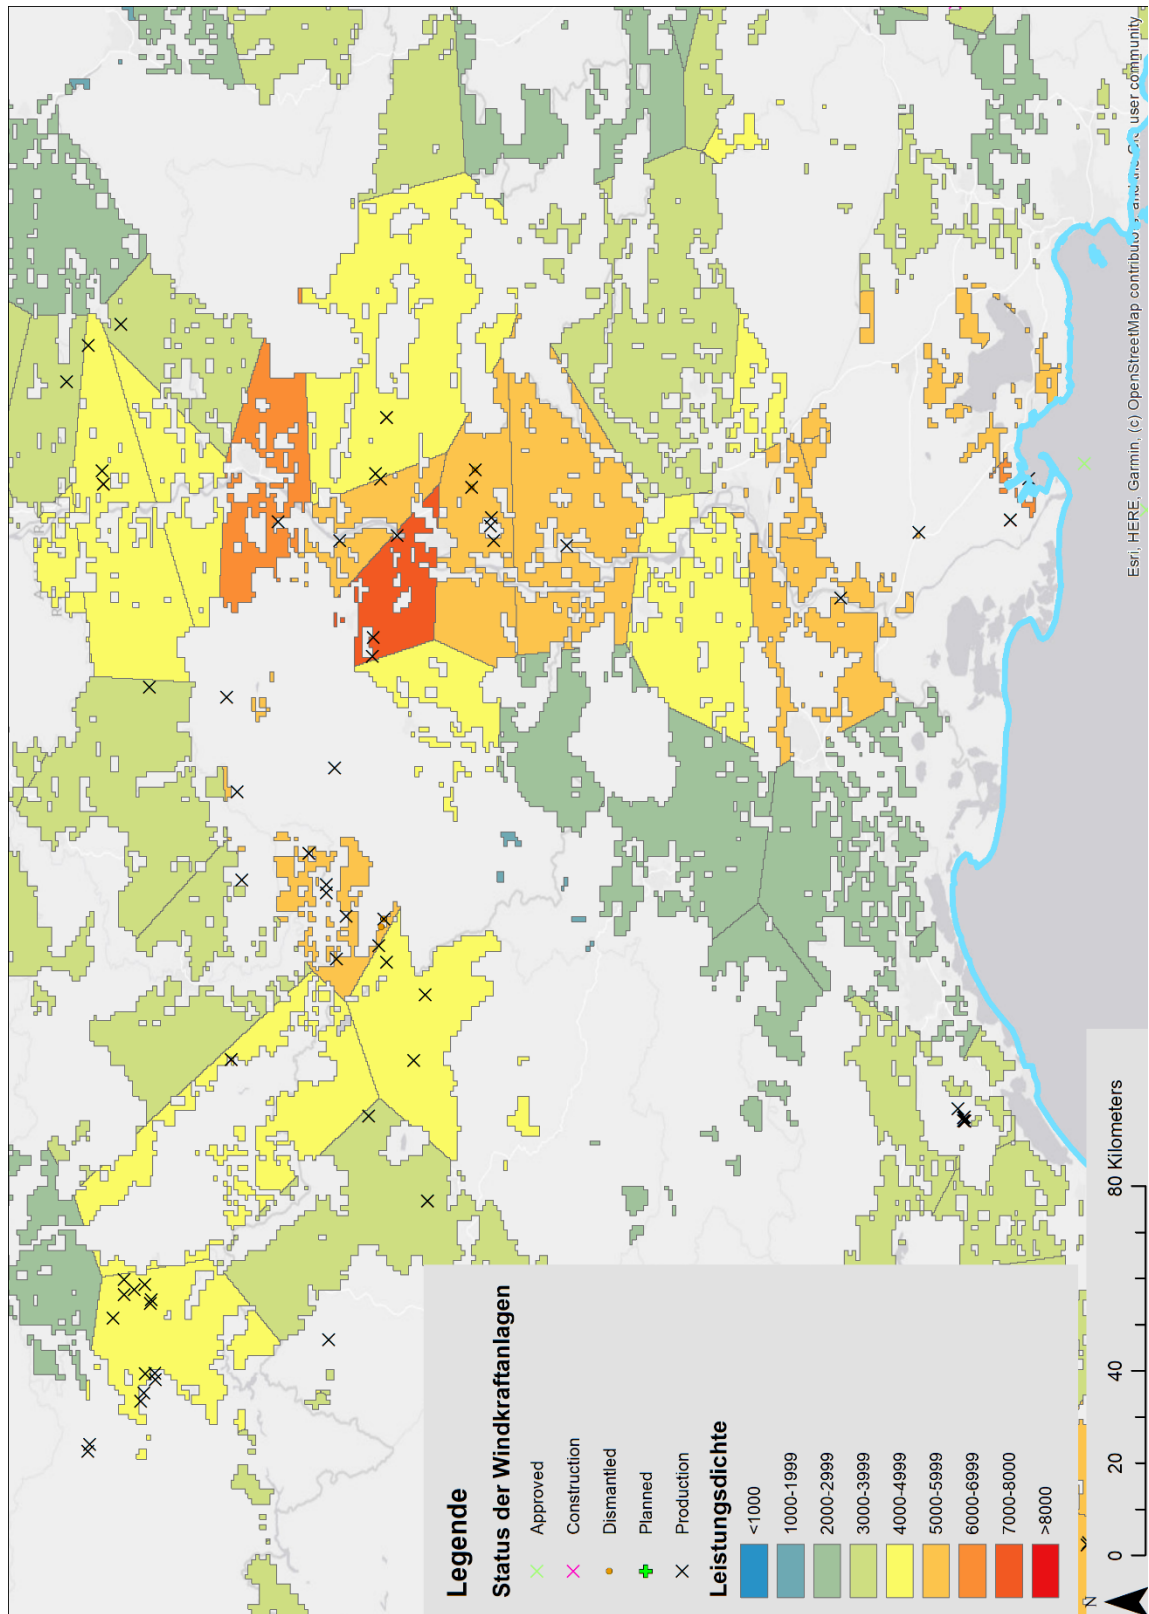 Legende
Status der Windkraftanlagen
Approved
Construction
Dismantled
Planned
Production
Leistungsdichte
<1000
1000-1999
2000-2999
3000-3999
4000-4999
5000-5999
6000-6999
7000-8000
>8000
N
0 20 40 80 Kilometers
Esri, HERE, Garmin, (c) OpenStreetMap contributors, and the GIS user community